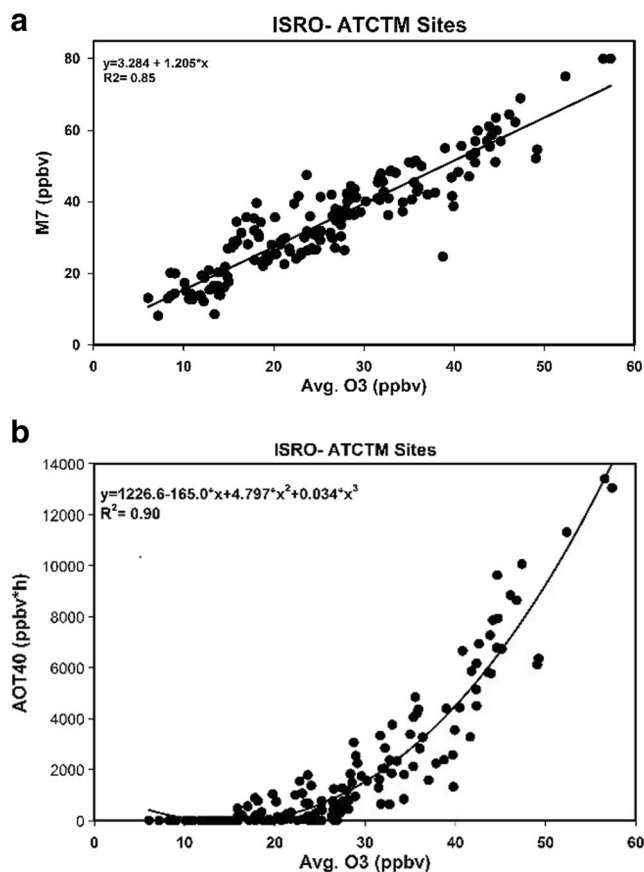 a
ISRO- ATCTM Sites
y=3.284 + 1.205*x
R2= 0.85
80
60
40
20
0
M7 (ppbv)
0 10 20 30 40 50 60
Avg. O3 (ppbv)
b
ISRO- ATCTM Sites
y=1226.6-165.0*x+4.797*x²+0.034*x³
R²= 0.90
14000
12000
10000
8000
6000
4000
2000
0
AOT40 (ppbv*h)
0 10 20 30 40 50 60
Avg. O3 (ppbv)